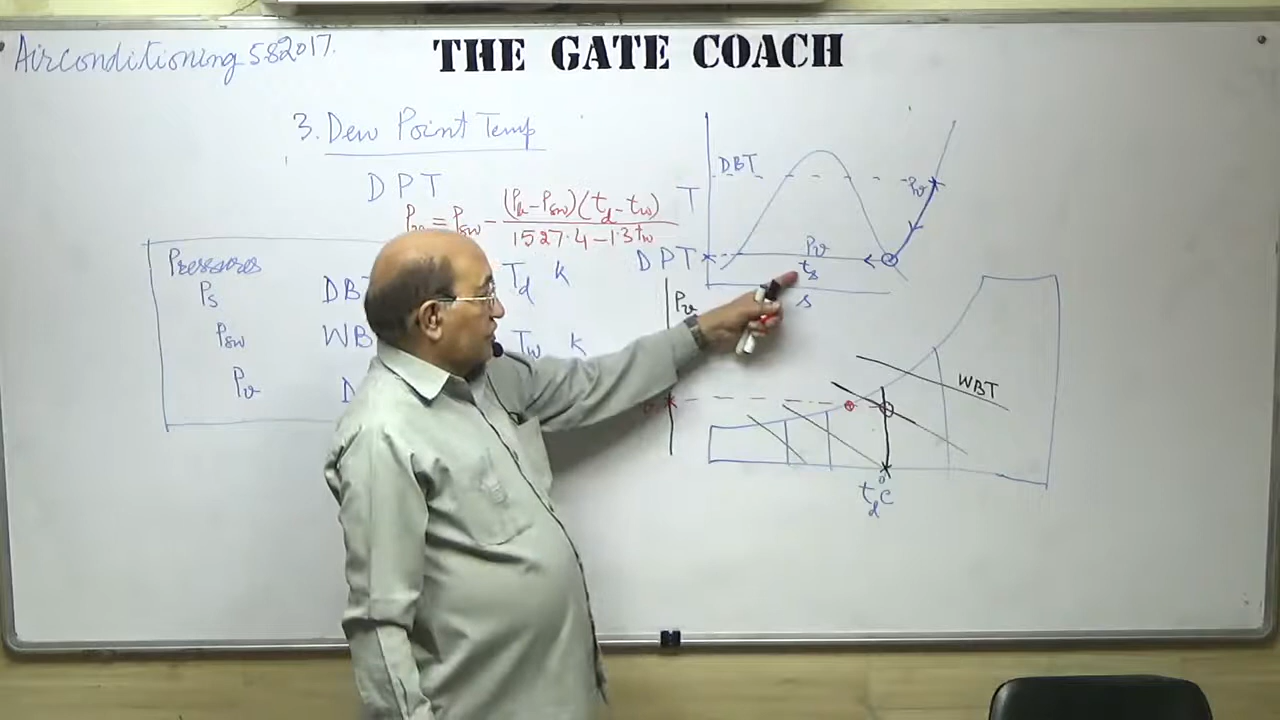 Airconditioning 5.8.2017.
THE GATE COACH
3. Dew Point Temp
DPT
Pv = Psw - (Pb-Psw)(td-tw) / 1527.4-1.3tw
Pressures
Ps DB Td K
Psw WB Tw K
Pv D
T
DBT
Pv
DPT
Pv
ts
s
Pv
WBT
td°C